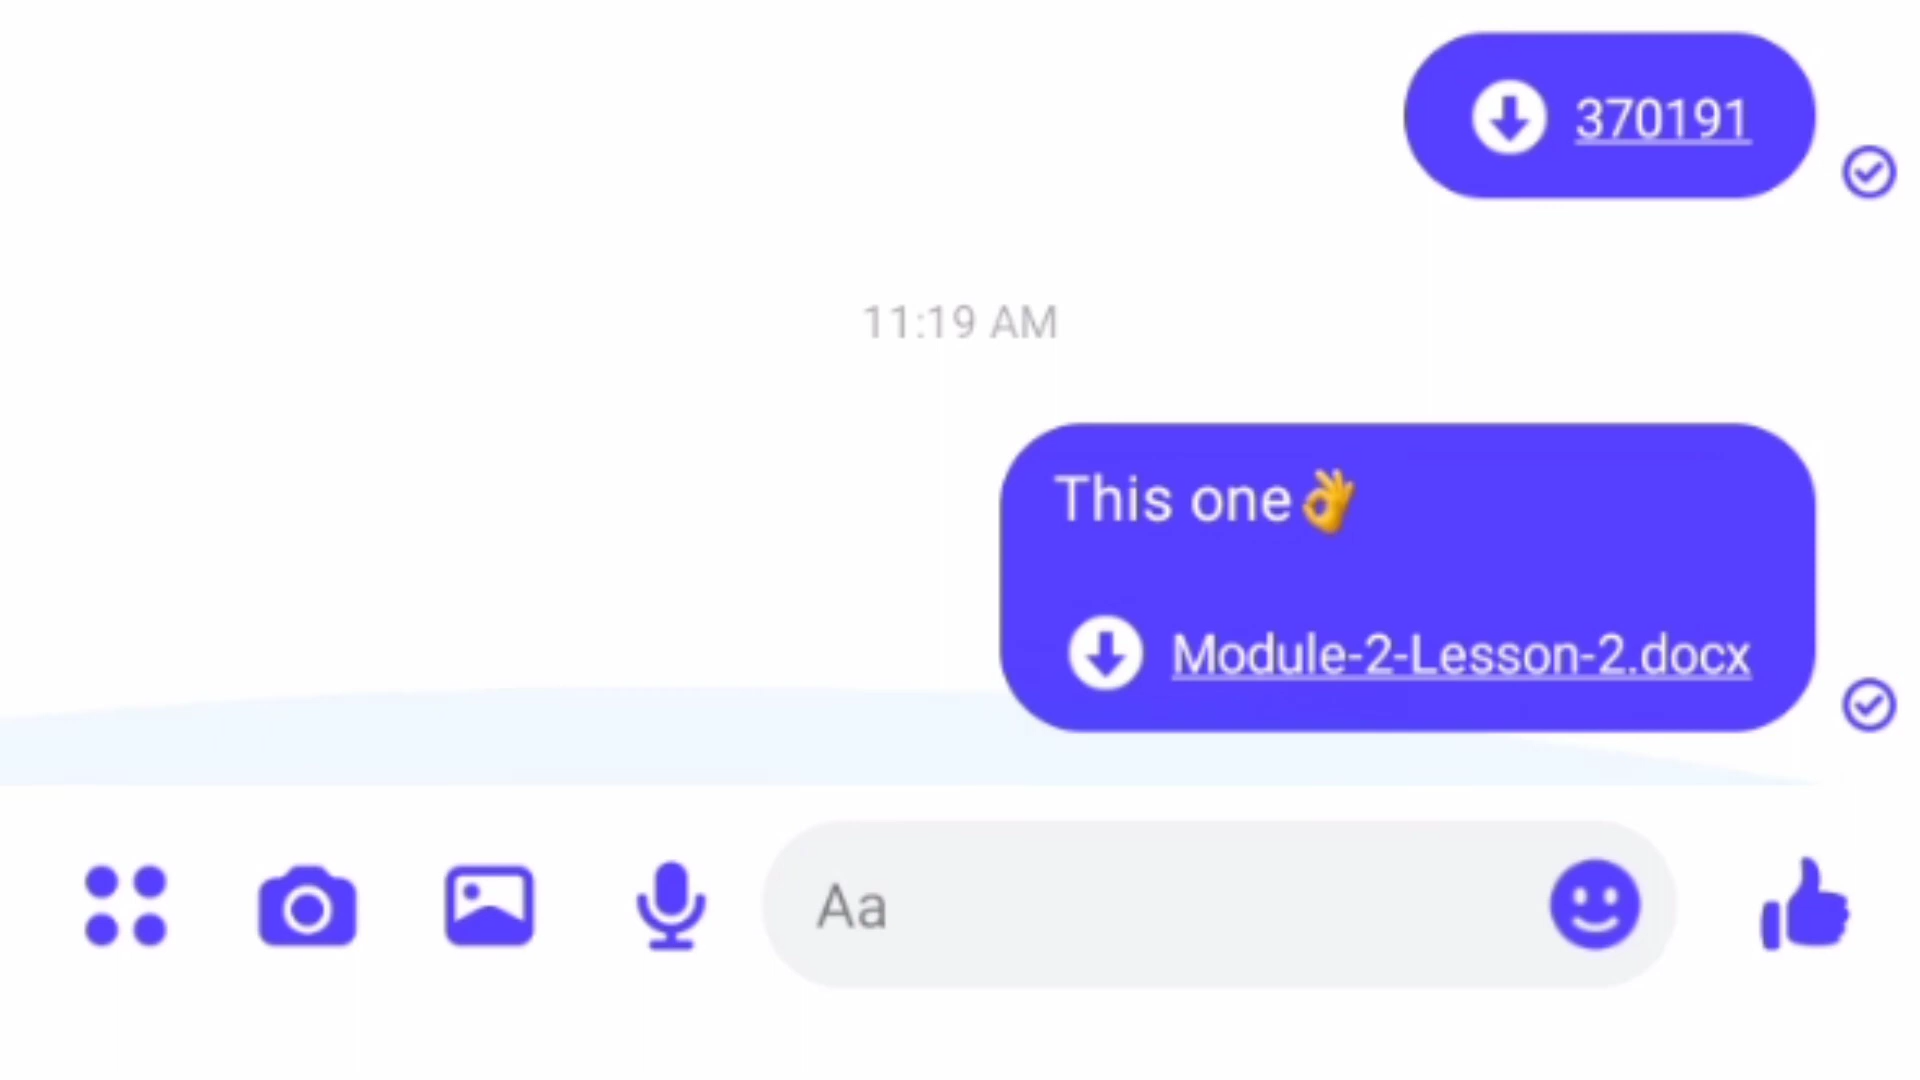 370191
11:19 AM
This one👌
Module-2-Lesson-2.docx
Aa